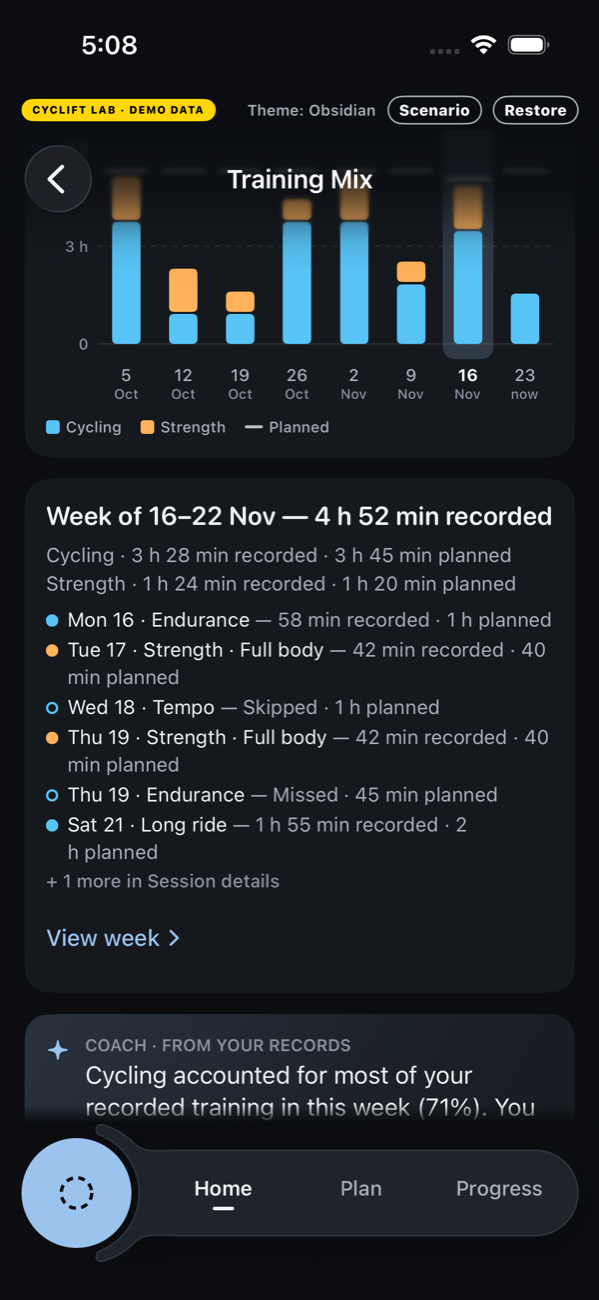 5:08
CYCLIFT LAB · DEMO DATA
Theme: Obsidian
Scenario
Restore
Training Mix
3 h
0
5 12 19 26 2 9 16 23
Oct Oct Oct Oct Nov Nov Nov now
Cycling Strength Planned
Week of 16–22 Nov — 4 h 52 min recorded
Cycling · 3 h 28 min recorded · 3 h 45 min planned
Strength · 1 h 24 min recorded · 1 h 20 min planned
Mon 16 · Endurance — 58 min recorded · 1 h planned
Tue 17 · Strength · Full body — 42 min recorded · 40
min planned
Wed 18 · Tempo — Skipped · 1 h planned
Thu 19 · Strength · Full body — 42 min recorded · 40
min planned
Thu 19 · Endurance — Missed · 45 min planned
Sat 21 · Long ride — 1 h 55 min recorded · 2
h planned
+ 1 more in Session details
View week
COACH · FROM YOUR RECORDS
Cycling accounted for most of your
recorded training in this week (71%). You
Home
Plan
Progress